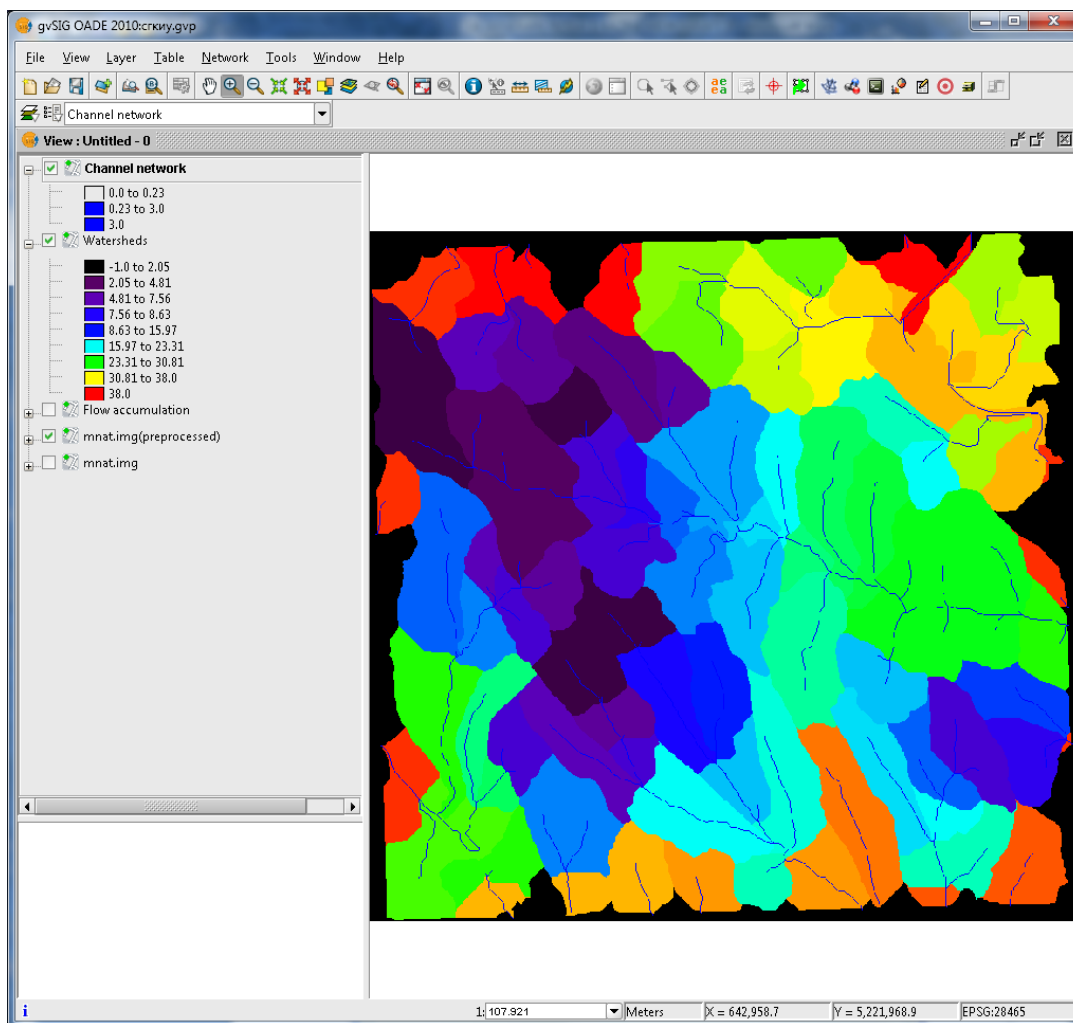 gvSIG OADE 2010:сгкиу.gvp
File View Layer Table Network Tools Window Help
Channel network
View : Untitled - 0
Channel network
0.0 to 0.23
0.23 to 3.0
3.0
Watersheds
-1.0 to 2.05
2.05 to 4.81
4.81 to 7.56
7.56 to 8.63
8.63 to 15.97
15.97 to 23.31
23.31 to 30.81
30.81 to 38.0
38.0
Flow accumulation
mnat.img(preprocessed)
mnat.img
1: 107.921 Meters X = 642,958.7 Y = 5,221,968.9 EPSG:28465